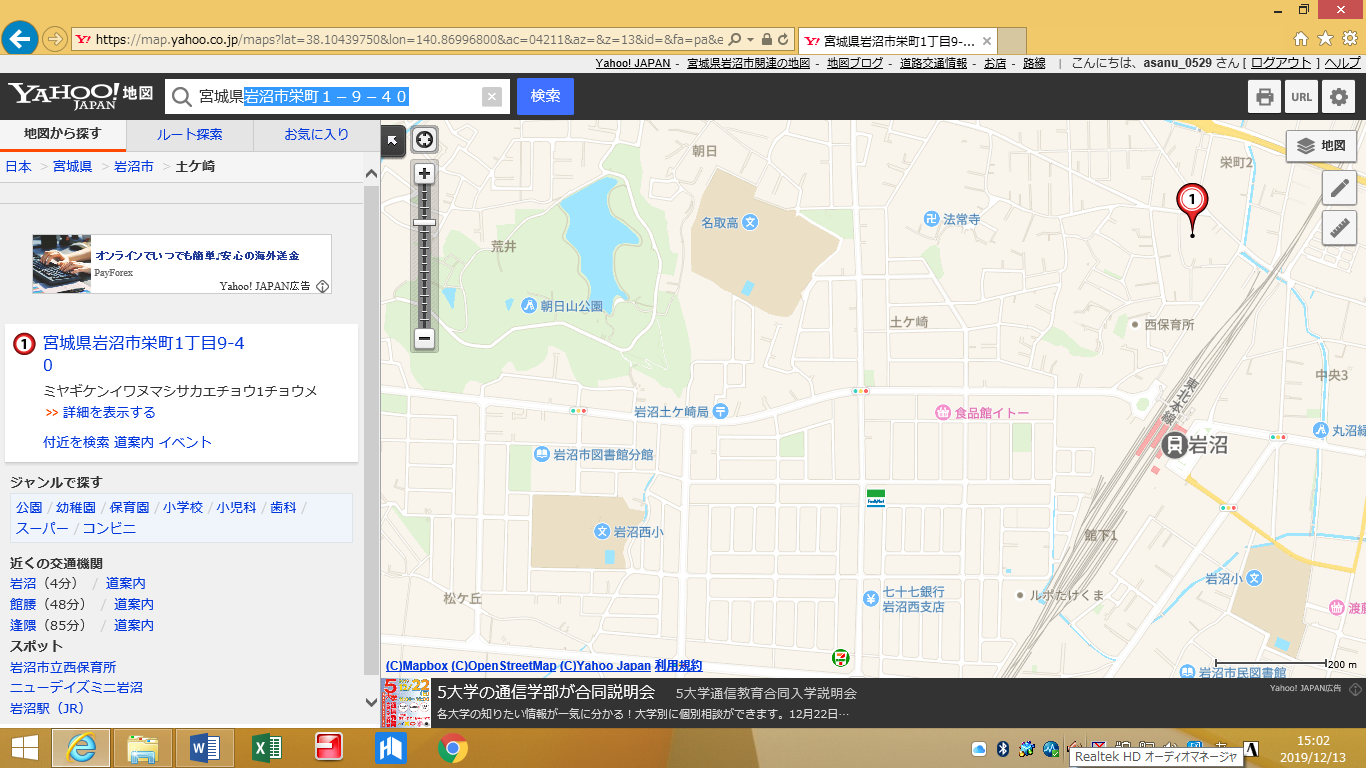 https://map.yahoo.co.jp/maps?lat=38.10439750&lon=140.86996800&ac=04211&az=&z=13&id=&fa=pa&e
宮城県岩沼市栄町1丁目9-...
Yahoo! JAPAN - 宮城県岩沼市関連の地図 - 地図ブログ - 道路交通情報 - お店 - 路線 | こんにちは、asanu_0529 さん [ ログアウト ] ヘルプ
YAHOO! JAPAN 地図
宮城県岩沼市栄町１－９－４０
検索
URL
地図から探す
ルート探索
お気に入り
日本 > 宮城県 > 岩沼市 > 土ケ崎
オンラインでいつでも簡単♪安心の海外送金
PayForex
Yahoo! JAPAN広告
1 宮城県岩沼市栄町1丁目9-4
0
ミヤギケンイワヌマシサカエチョウ1チョウメ
>> 詳細を表示する
付近を検索 道案内 イベント
ジャンルで探す
公園 / 幼稚園 / 保育園 / 小学校 / 小児科 / 歯科 /
スーパー / コンビニ
近くの交通機関
岩沼（4分） / 道案内
館腰（48分） / 道案内
逢隈（85分） / 道案内
スポット
岩沼市立西保育所
ニューデイズミニ岩沼
岩沼駅（JR）
地図
朝日
栄町2
1
名取高
法常寺
荒井
朝日山公園
土ケ崎
西保育所
中央3
東北本線
岩沼土ケ崎局
食品館イトー
丸沼緑
岩沼
岩沼市図書館分館
FamilyMart
岩沼西小
館下1
岩沼小
七十七銀行
岩沼西支店
ルポたけくま
松ケ丘
渡辺
岩沼市民図書館
200 m
(C)Mapbox (C)OpenStreetMap (C)Yahoo Japan 利用規約
5大学の通信学部が合同説明会
5大学通信教育合同入学説明会
各大学の知りたい情報が一気に分かる！大学別に個別相談ができます。12月22日…
Yahoo! JAPAN広告
15:02
2019/12/13
Realtek HD オーディオマネージャ